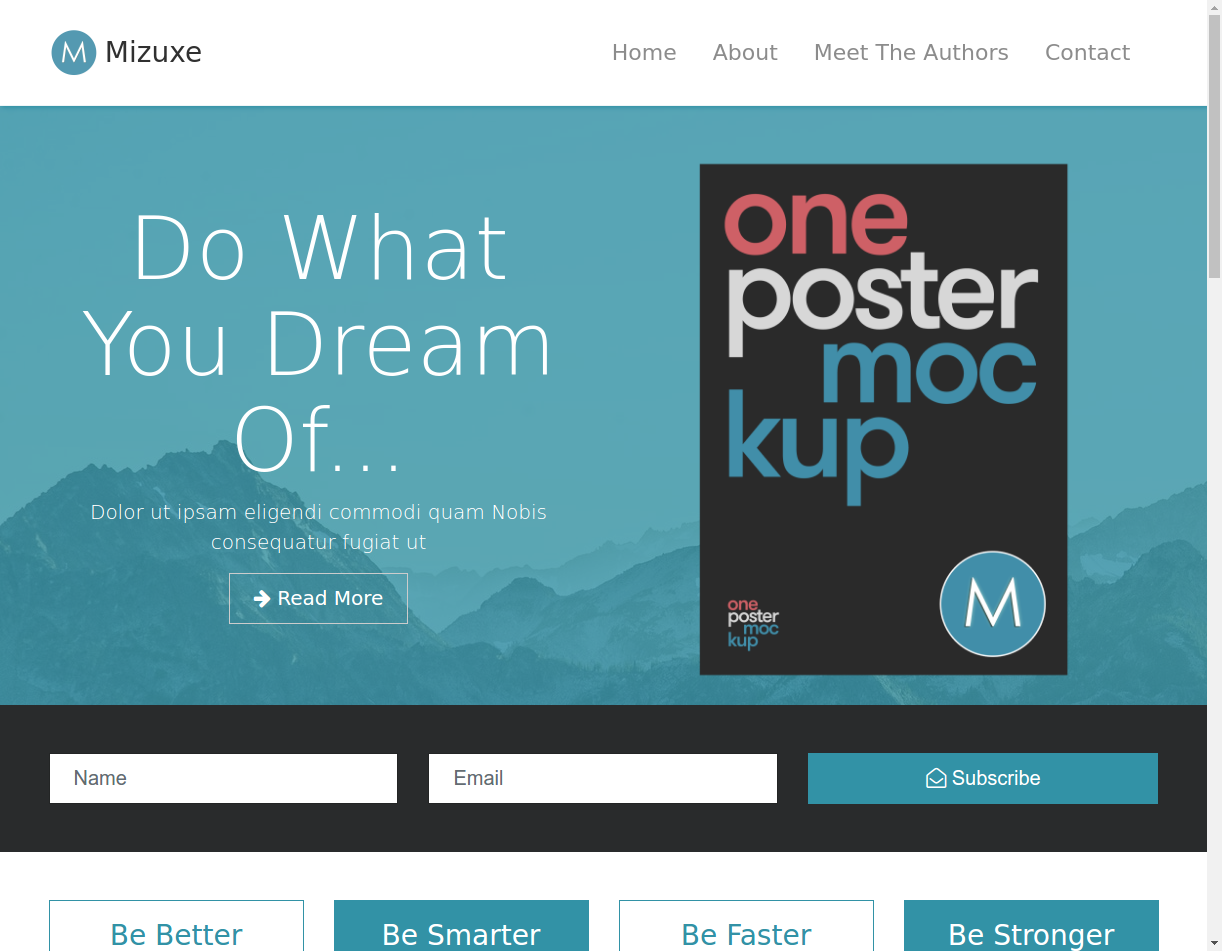 M Mizuxe
Home About Meet The Authors Contact
Do What
You Dream
Of...
Dolor ut ipsam eligendi commodi quam Nobis
consequatur fugiat ut
Read More
one
poster
moc
kup
one
poster
moc
kup
M
Name
Email
Subscribe
Be Better
Be Smarter
Be Faster
Be Stronger